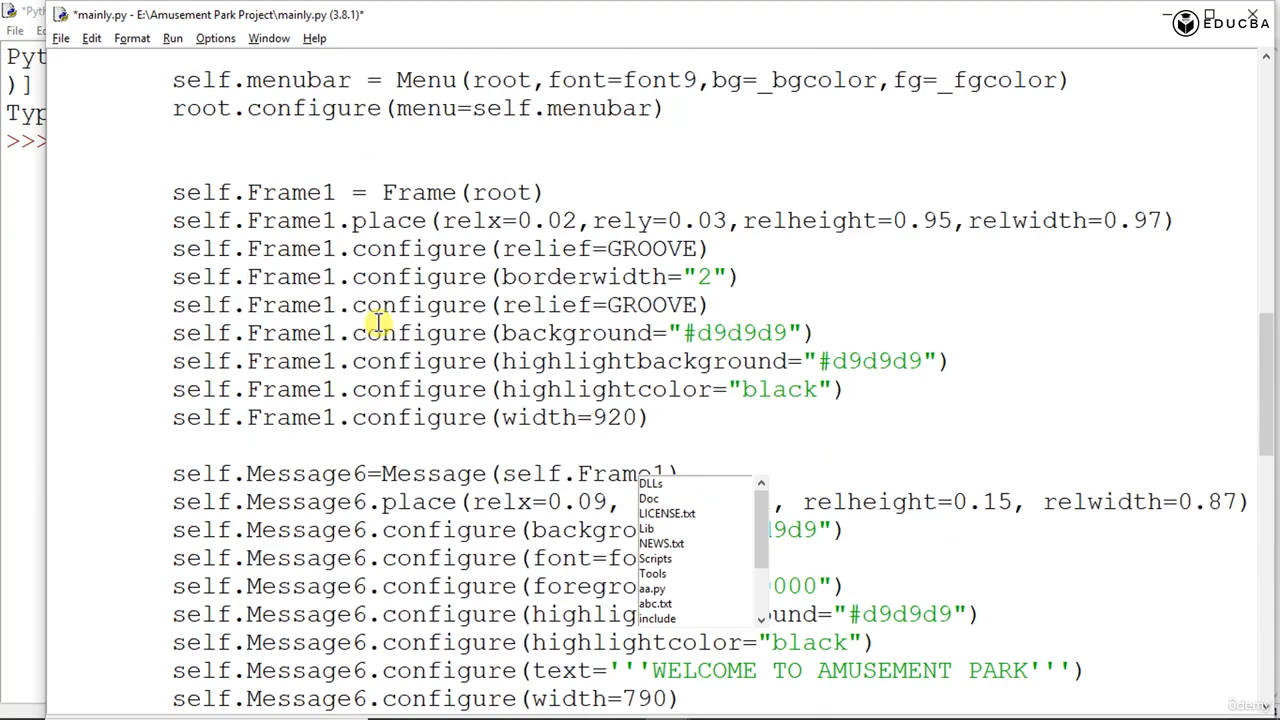 *Pyt
*mainly.py - E:\Amusement Park Project\mainly.py (3.8.1)*
EDUCBA
File
File Edit Format Run Options Window Help
Pyt
)]
Typ
>>>
self.menubar = Menu(root,font=font9,bg=_bgcolor,fg=_fgcolor)
root.configure(menu=self.menubar)
self.Frame1 = Frame(root)
self.Frame1.place(relx=0.02,rely=0.03,relheight=0.95,relwidth=0.97)
self.Frame1.configure(relief=GROOVE)
self.Frame1.configure(borderwidth="2")
self.Frame1.configure(relief=GROOVE)
self.Frame1.configure(background="#d9d9d9")
self.Frame1.configure(highlightbackground="#d9d9d9")
self.Frame1.configure(highlightcolor="black")
self.Frame1.configure(width=920)
self.Message6=Message(self.Frame1)
self.Message6.place(relx=0.09, , relheight=0.15, relwidth=0.87)
self.Message6.configure(backgro d9")
self.Message6.configure(font=fo
self.Message6.configure(foregro 000")
self.Message6.configure(highlig ound="#d9d9d9")
self.Message6.configure(highlightcolor="black")
self.Message6.configure(text='''WELCOME TO AMUSEMENT PARK''')
self.Message6.configure(width=790)
DLLs
Doc
LICENSE.txt
Lib
NEWS.txt
Scripts
Tools
aa.py
abc.txt
include
udemy